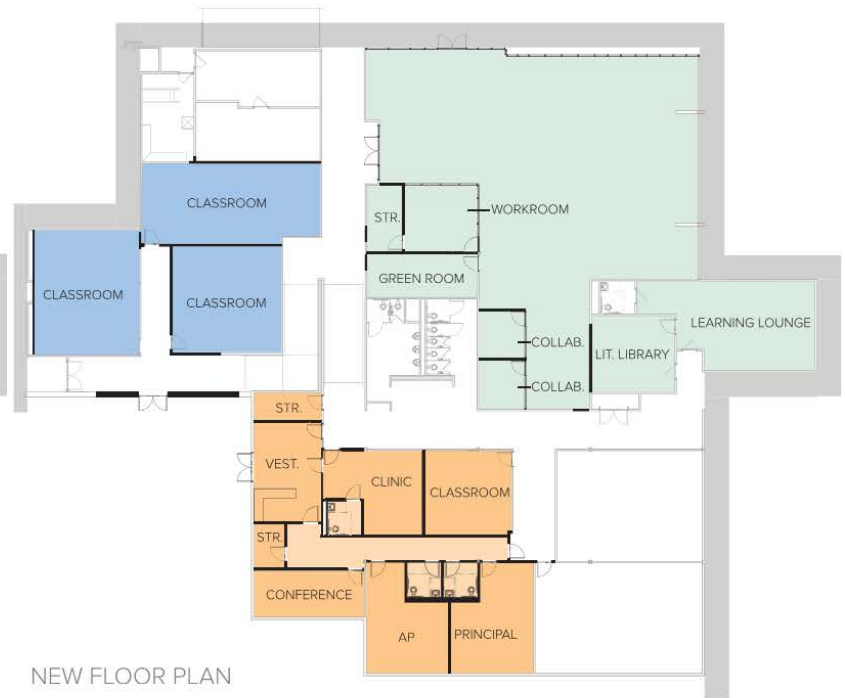 CLASSROOM
CLASSROOM
CLASSROOM
STR.
WORKROOM
GREEN ROOM
COLLAB.
COLLAB.
LIT. LIBRARY
LEARNING LOUNGE
STR.
VEST.
CLINIC
CLASSROOM
STR.
CONFERENCE
AP
PRINCIPAL
NEW FLOOR PLAN